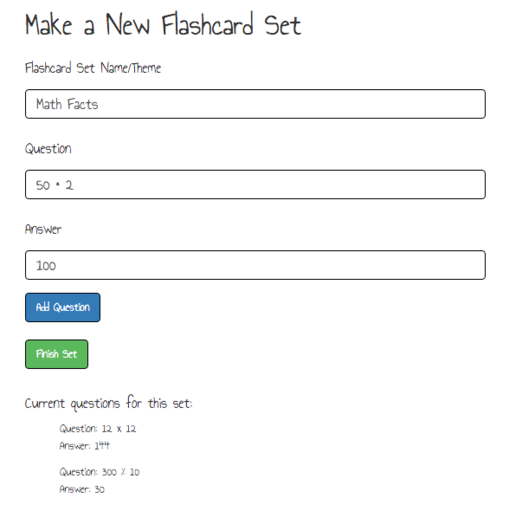 Make a New Flashcard Set
Flashcard Set Name/Theme
Math Facts
Question
50 * 2
Answer
100
Add Question
Finish Set
Current questions for this set:
Question: 12 x 12
Answer: 144
Question: 300 / 10
Answer: 30